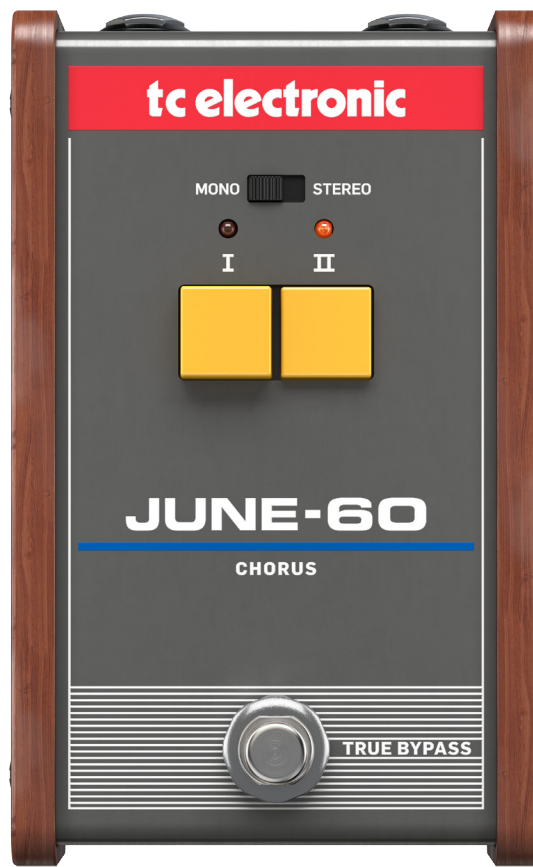 tc electronic
MONO STEREO
I II
JUNE-60
CHORUS
TRUE BYPASS